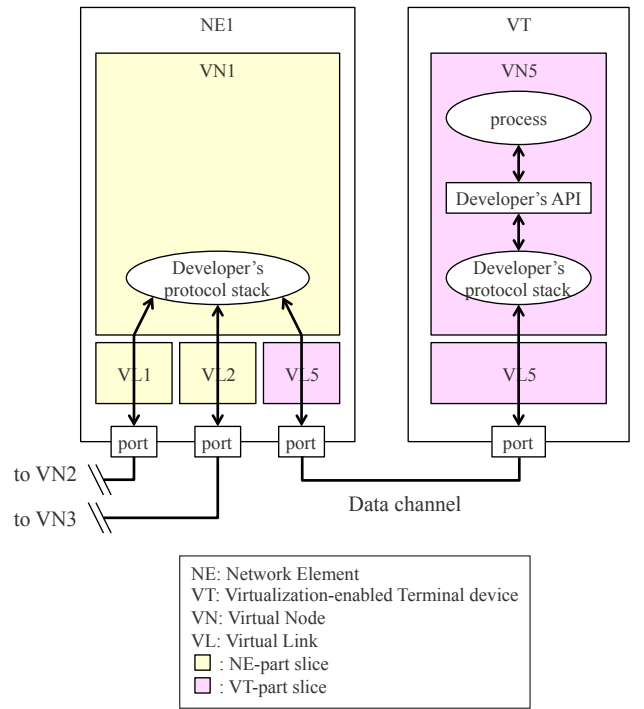 NE1
VN1
Developer's
protocol stack
VL1
VL2
VL5
port
port
port
to VN2
to VN3
VT
VN5
process
Developer's API
Developer's
protocol stack
VL5
port
Data channel
NE: Network Element
VT: Virtualization-enabled Terminal device
VN: Virtual Node
VL: Virtual Link
: NE-part slice
: VT-part slice